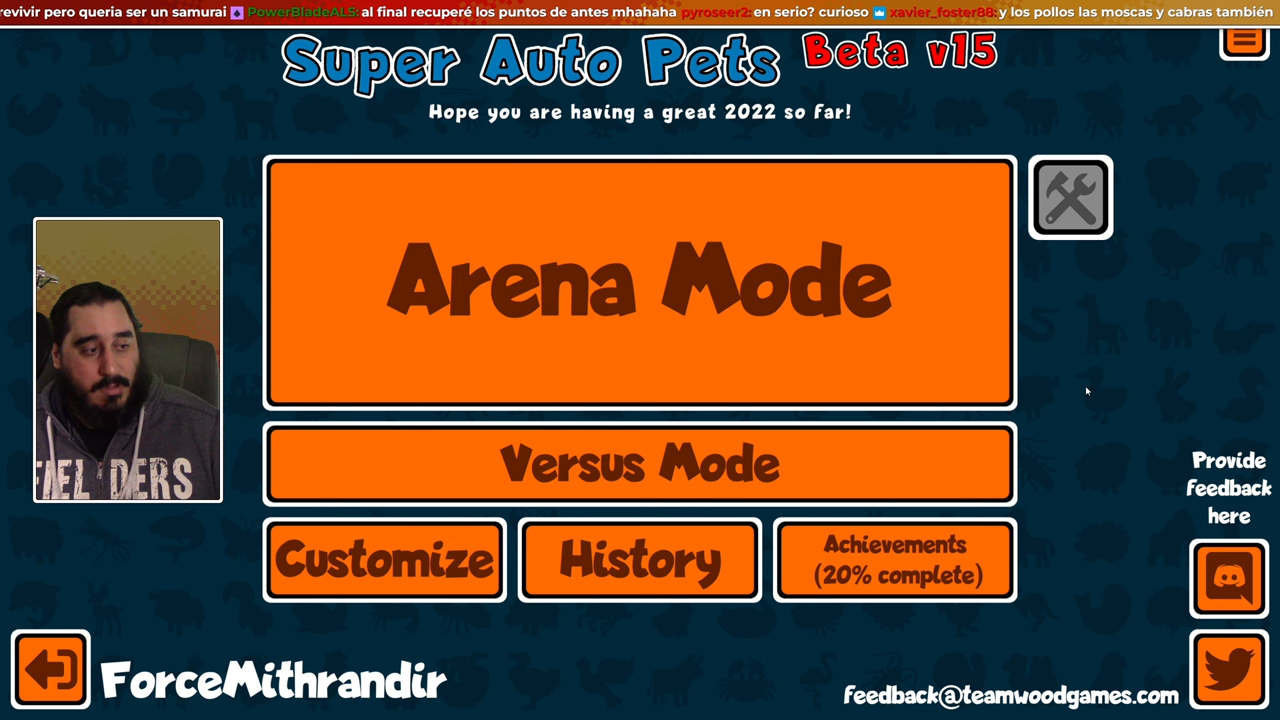 revivir pero queria ser un samurai PowerBladeALS: al final recuperé los puntos de antes mhahaha pyroseer2: en serio? curioso xavier_foster88: y los pollos las moscas y cabras también
Super Auto Pets Beta v15
Hope you are having a great 2022 so far!
Arena Mode
Versus Mode
Customize
History
Achievements
(20% complete)
Provide
feedback
here
ForceMithrandir
feedback@teamwoodgames.com